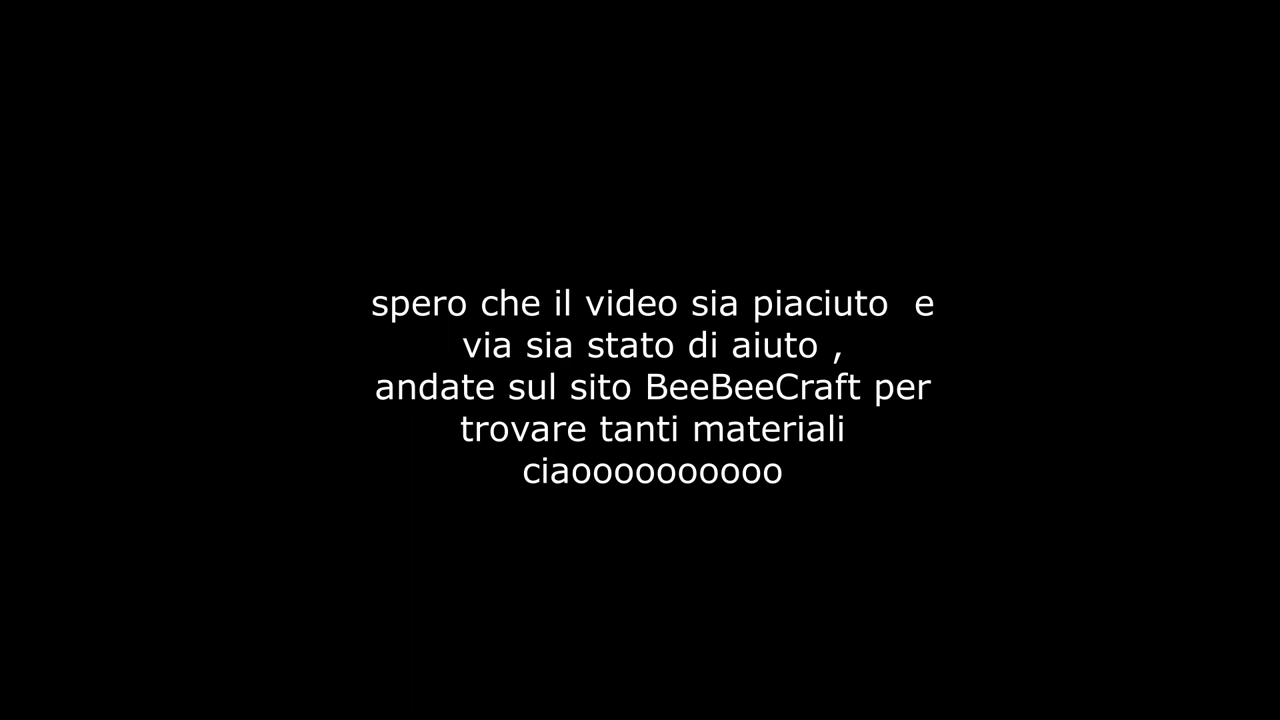 spero che il video sia piaciuto  e
via sia stato di aiuto ,
andate sul sito BeeBeeCraft per
trovare tanti materiali
ciaoooooooooo